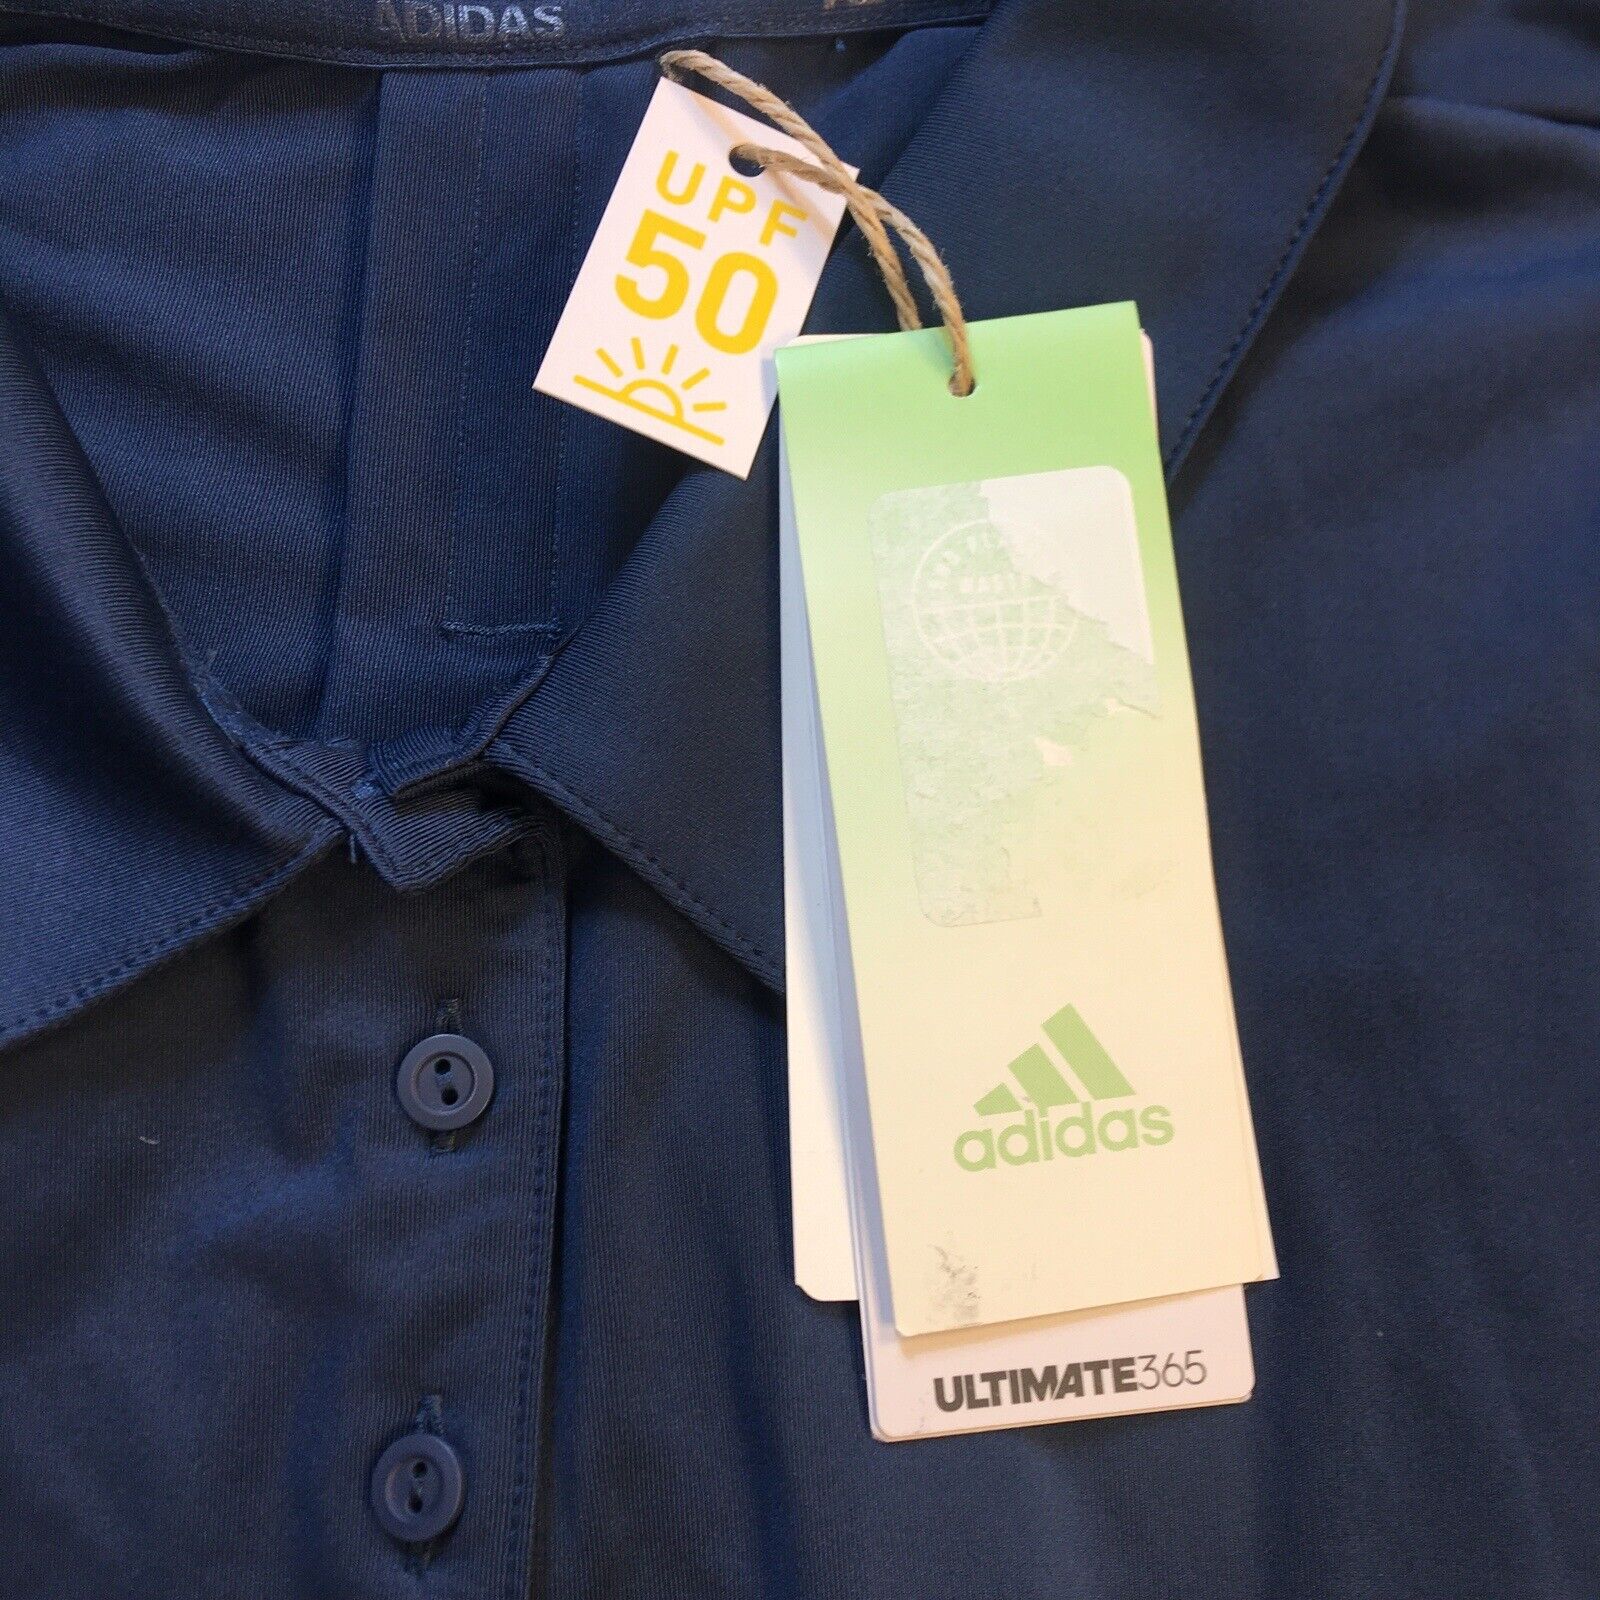 ADIDAS
UPF
50
adidas
ULTIMATE365